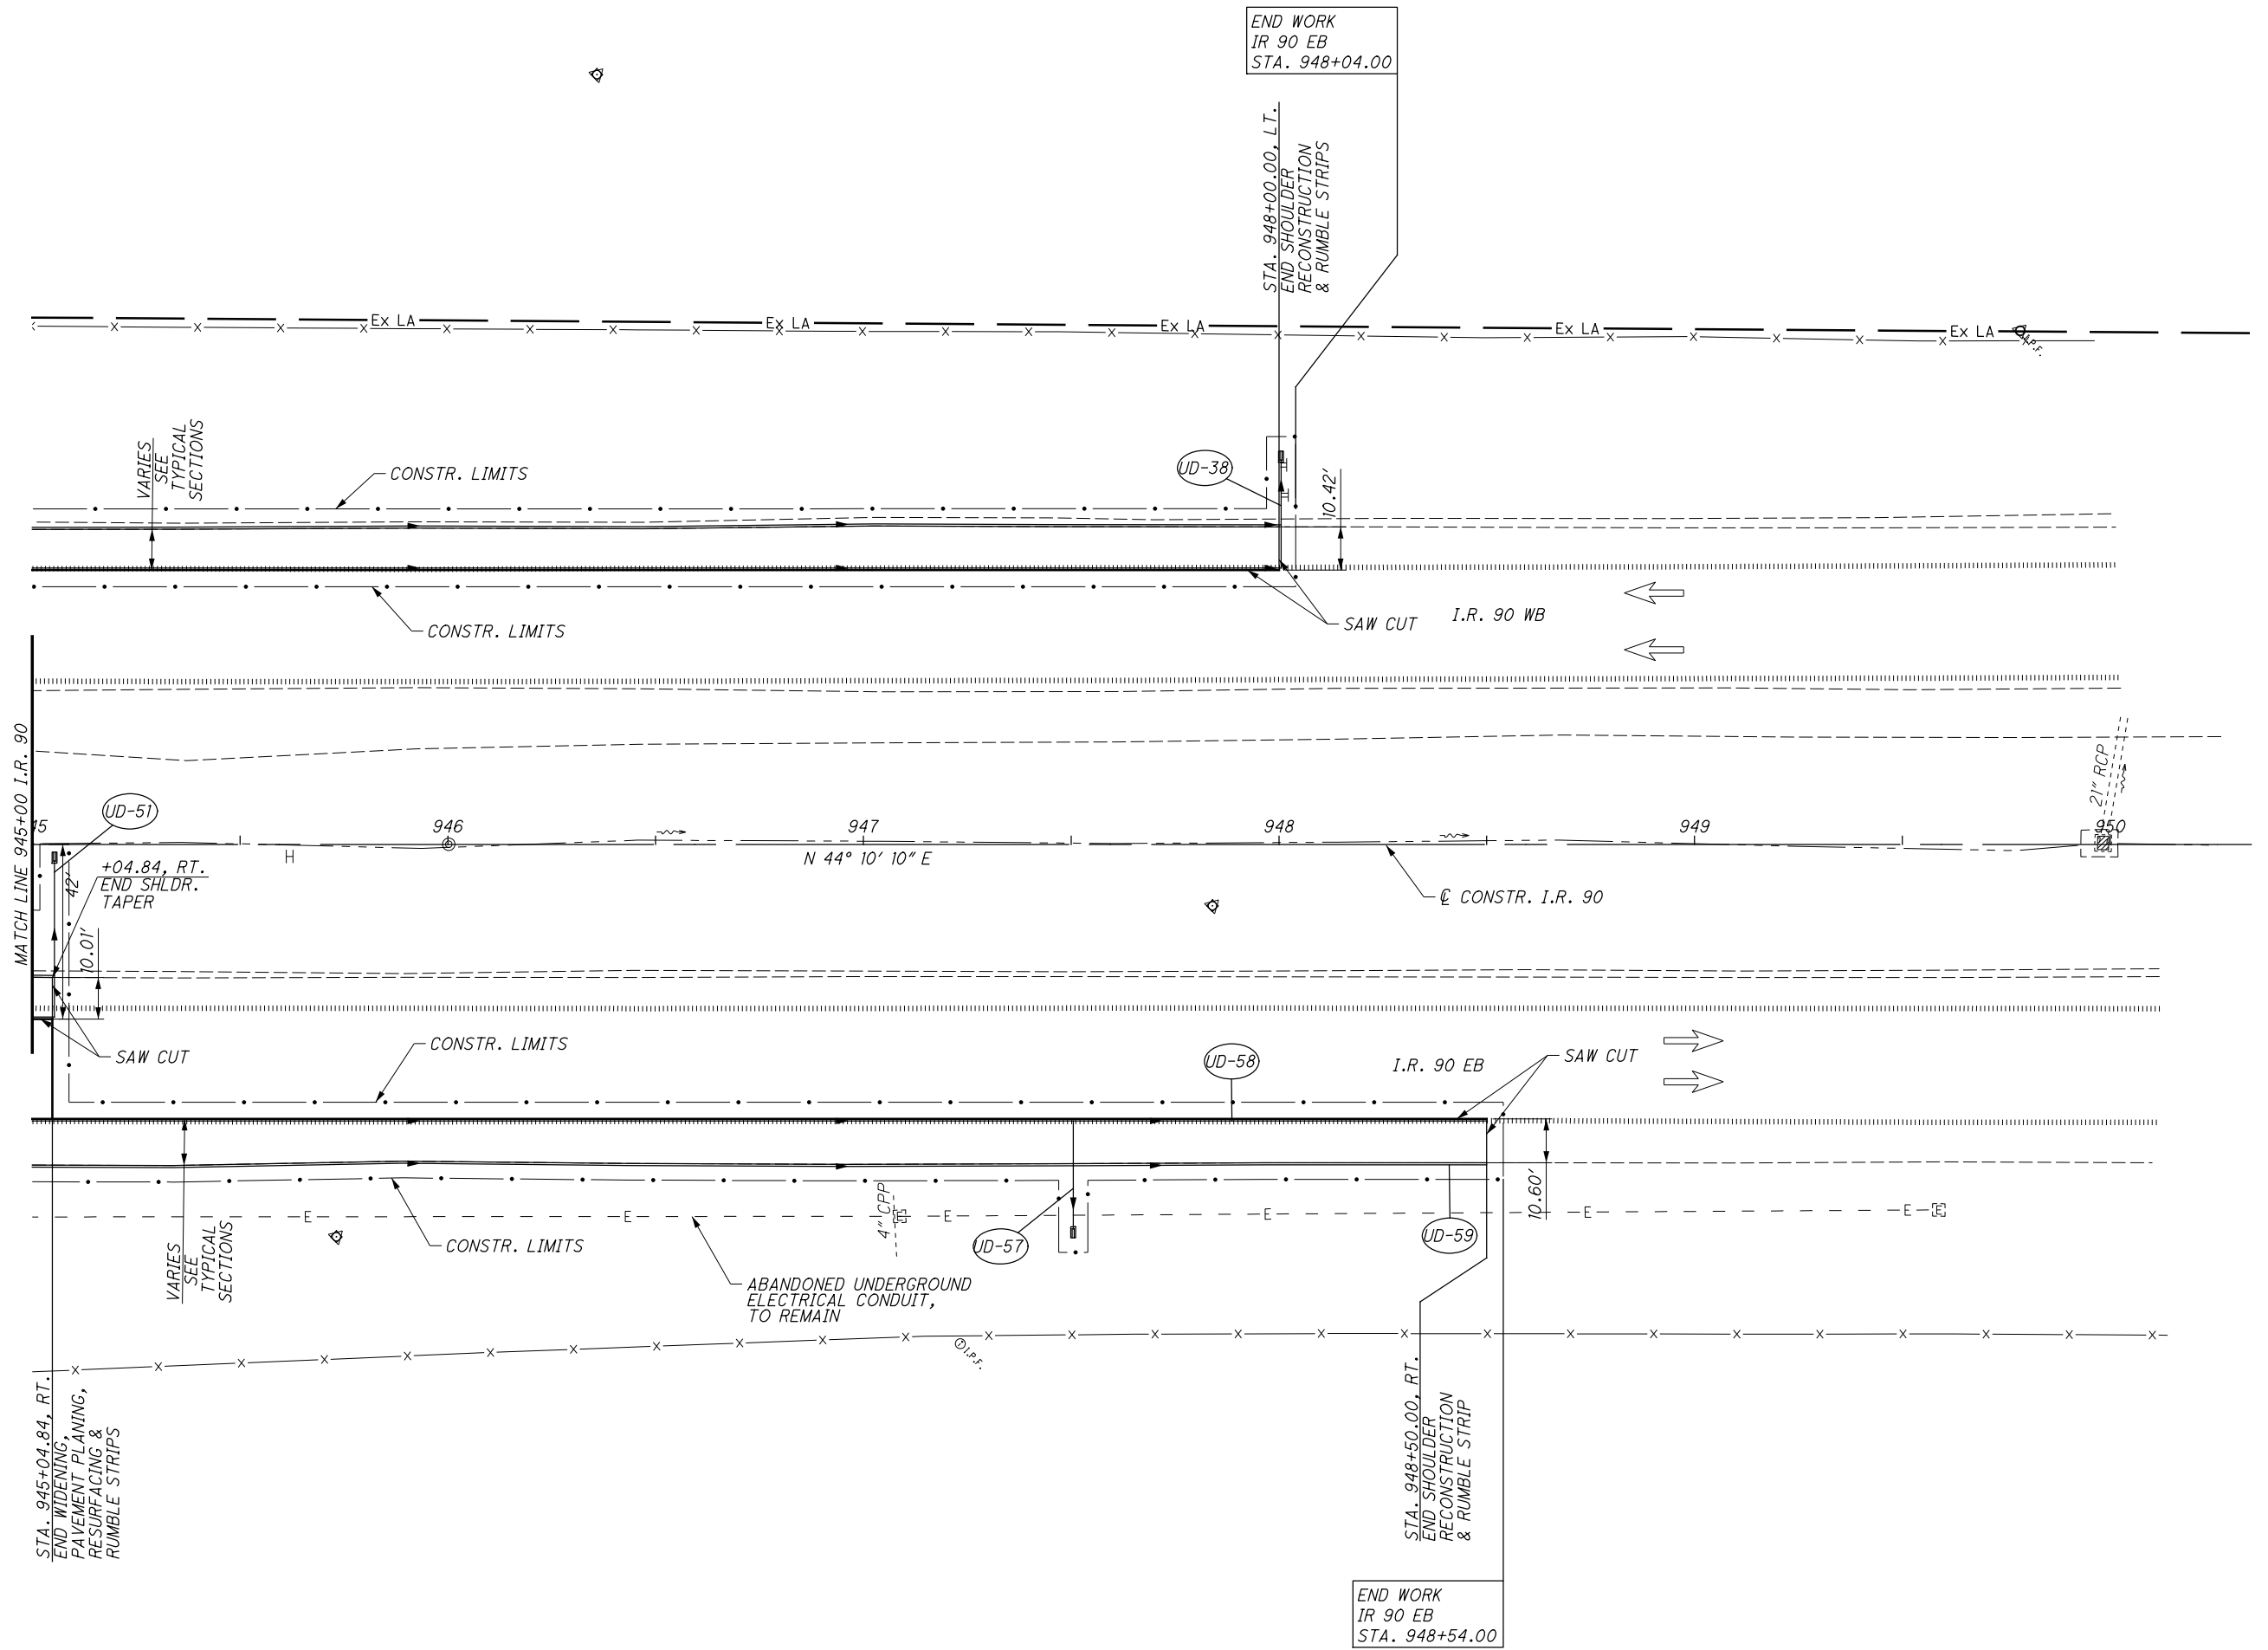 END WORK
IR 90 EB
STA. 948+04.00
STA. 948+00.00, LT.
END SHOULDER
RECONSTRUCTION
& RUMBLE STRIPS
Ex LA
Ex LA
Ex LA
Ex LA
Ex LA
I.P.F.
VARIES
SEE
TYPICAL
SECTIONS
CONSTR. LIMITS
UD-38
10.42'
CONSTR. LIMITS
SAW CUT
I.R. 90 WB
MATCH LINE 945+00 I.R. 90
UD-51
45
946
947
948
949
950
21" RCP
H
N 44° 10' 10" E
+04.84, RT.
END SHLDR.
TAPER
42'
10.01'
℄ CONSTR. I.R. 90
SAW CUT
CONSTR. LIMITS
UD-58
I.R. 90 EB
SAW CUT
VARIES
SEE
TYPICAL
SECTIONS
CONSTR. LIMITS
4" CPP
E
E
E
E
E
E
E
E
UD-57
UD-59
10.60'
ABANDONED UNDERGROUND
ELECTRICAL CONDUIT,
TO REMAIN
I.P.F.
STA. 945+04.84, RT.
END WIDENING,
PAVEMENT PLANING,
RESURFACING &
RUMBLE STRIPS
STA. 948+50.00, RT.
END SHOULDER
RECONSTRUCTION
& RUMBLE STRIP
END WORK
IR 90 EB
STA. 948+54.00